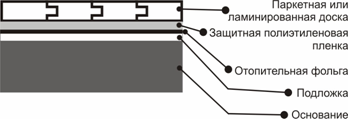 Паркетная или
ламинированная доска
Защитная полиэтиленовая
пленка
Отопительная фольга
Подложка
Основание